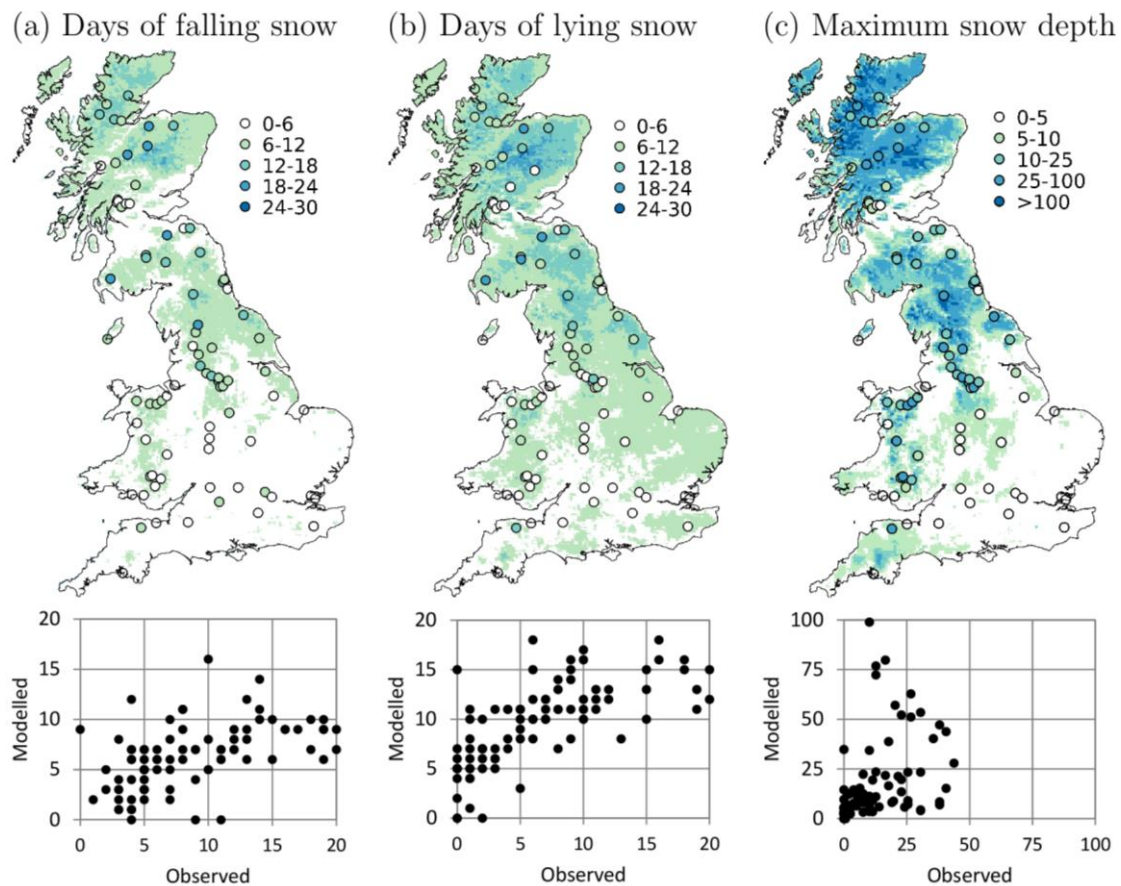 (a) Days of falling snow
(b) Days of lying snow
(c) Maximum snow depth
0-6
6-12
12-18
18-24
24-30
0-6
6-12
12-18
18-24
24-30
0-5
5-10
10-25
25-100
>100
20
15
10
5
0
Modelled
0 5 10 15 20
Observed
20
15
10
5
0
Modelled
0 5 10 15 20
Observed
100
75
50
25
0
Modelled
0 25 50 75 100
Observed